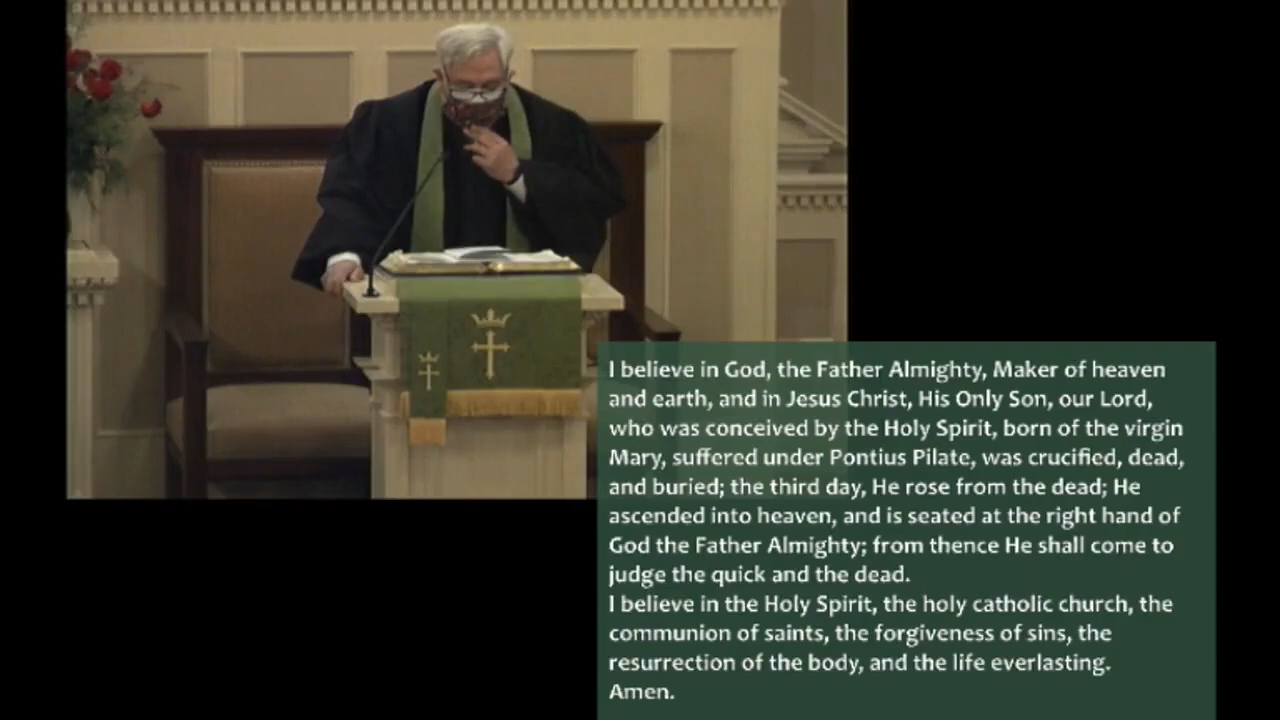 I believe in God, the Father Almighty, Maker of heaven
and earth, and in Jesus Christ, His Only Son, our Lord,
who was conceived by the Holy Spirit, born of the virgin
Mary, suffered under Pontius Pilate, was crucified, dead,
and buried; the third day, He rose from the dead; He
ascended into heaven, and is seated at the right hand of
God the Father Almighty; from thence He shall come to
judge the quick and the dead.
I believe in the Holy Spirit, the holy catholic church, the
communion of saints, the forgiveness of sins, the
resurrection of the body, and the life everlasting.
Amen.